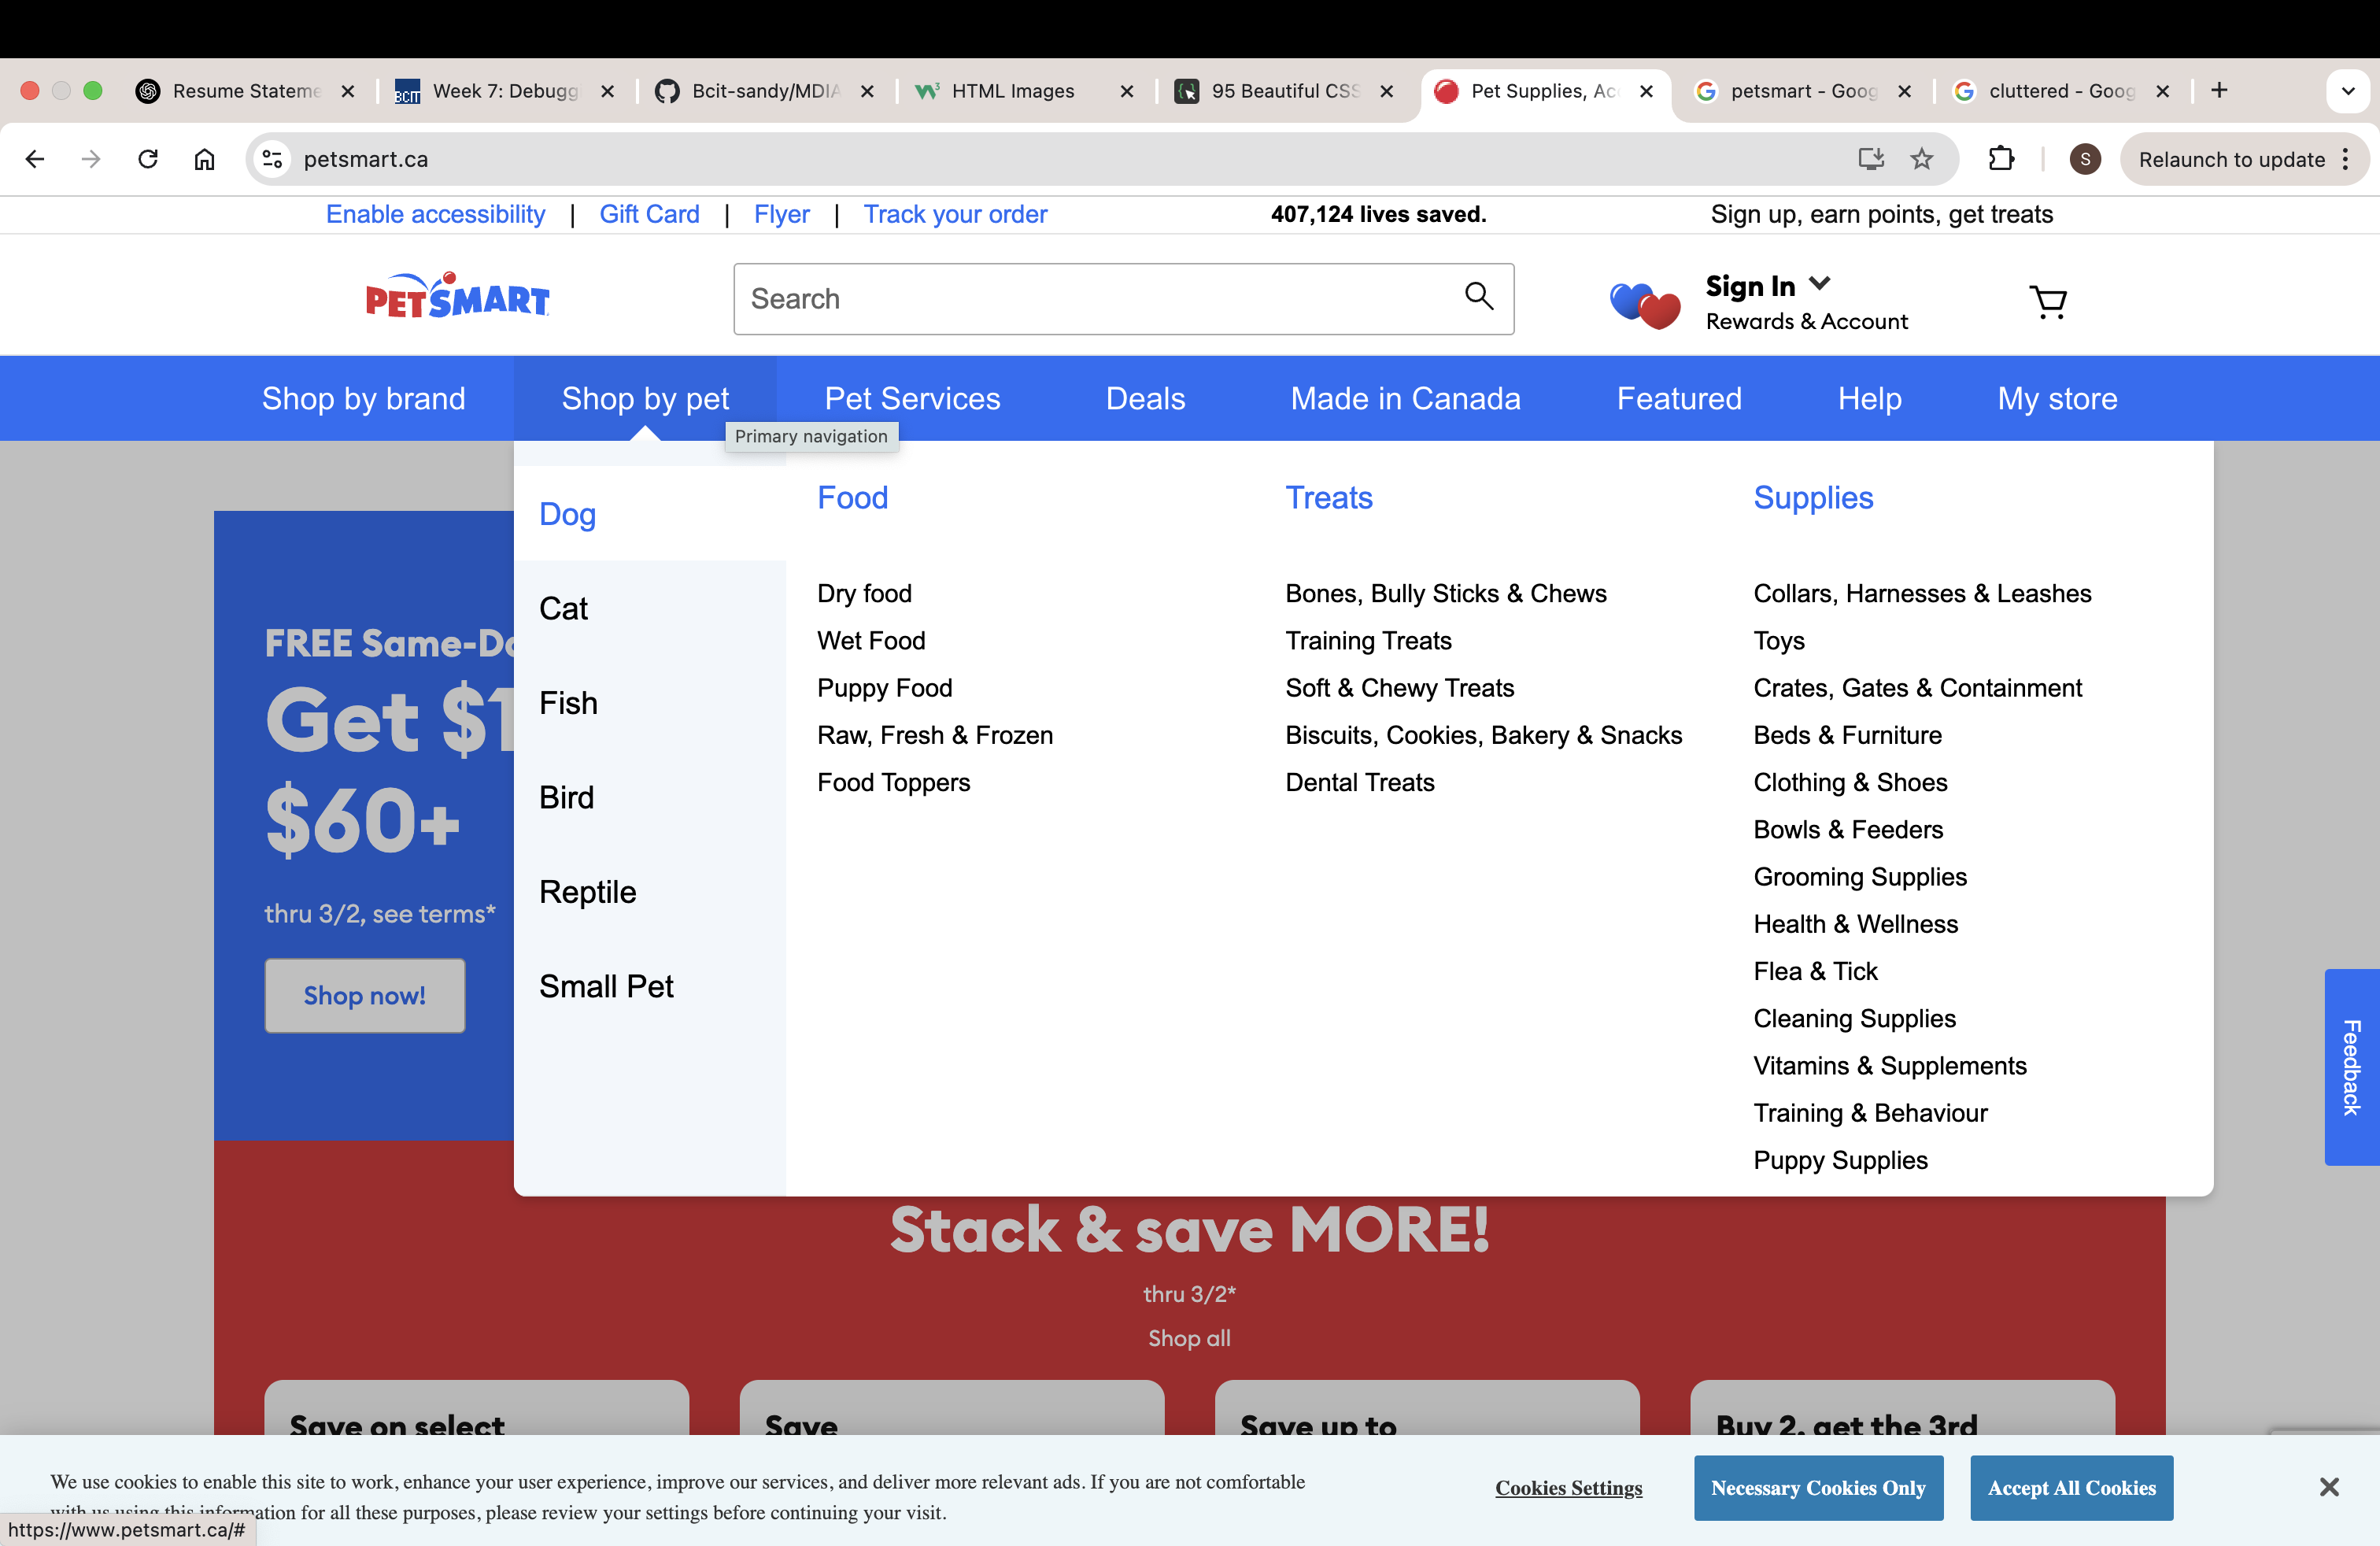 Resume Stateme
Week 7: Debugg
Bcit-sandy/MDIA
HTML Images
95 Beautiful CSS
Pet Supplies, Ac
petsmart - Goog
cluttered - Goog
petsmart.ca
S
Relaunch to update
Enable accessibility | Gift Card | Flyer | Track your order
407,124 lives saved.
Sign up, earn points, get treats
PETSMART
Search
Sign In
Rewards & Account
Shop by brand
Shop by pet
Pet Services
Deals
Made in Canada
Featured
Help
My store
Primary navigation
Dog
Cat
Fish
Bird
Reptile
Small Pet
Food
Dry food
Wet Food
Puppy Food
Raw, Fresh & Frozen
Food Toppers
Treats
Bones, Bully Sticks & Chews
Training Treats
Soft & Chewy Treats
Biscuits, Cookies, Bakery & Snacks
Dental Treats
Supplies
Collars, Harnesses & Leashes
Toys
Crates, Gates & Containment
Beds & Furniture
Clothing & Shoes
Bowls & Feeders
Grooming Supplies
Health & Wellness
Flea & Tick
Cleaning Supplies
Vitamins & Supplements
Training & Behaviour
Puppy Supplies
FREE Same-Da
Get $1
$60+
thru 3/2, see terms*
Shop now!
Feedback
Stack & save MORE!
thru 3/2*
Shop all
Save on select
Save
Save up to
Buy 2, get the 3rd
We use cookies to enable this site to work, enhance your user experience, improve our services, and deliver more relevant ads. If you are not comfortable
with us using this information for all these purposes, please review your settings before continuing your visit.
Cookies Settings
Necessary Cookies Only
Accept All Cookies
https://www.petsmart.ca/#